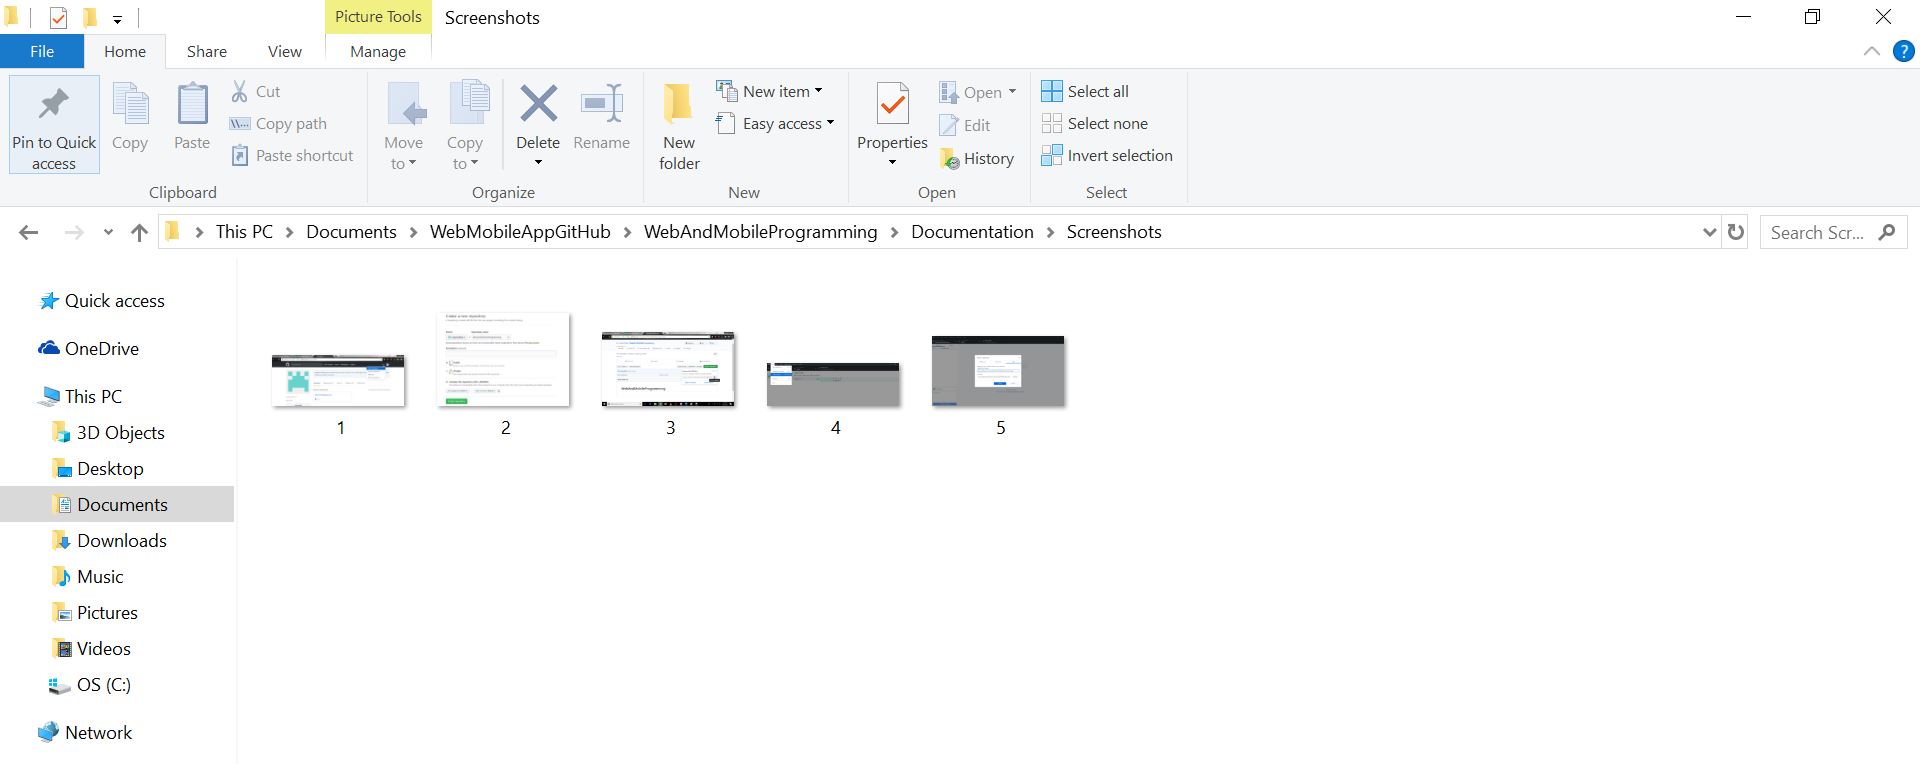 Picture Tools Screenshots
File Home Share View Manage
Pin to Quick access
Copy
Paste
Cut
Copy path
Paste shortcut
Clipboard
Move to
Copy to
Delete
Rename
Organize
New folder
New item
Easy access
New
Properties
Open
Edit
History
Open
Select all
Select none
Invert selection
Select
This PC Documents WebMobileAppGitHub WebAndMobileProgramming Documentation Screenshots
Search Scr...
Quick access
OneDrive
This PC
3D Objects
Desktop
Documents
Downloads
Music
Pictures
Videos
OS (C:)
Network
1 2 3 4 5